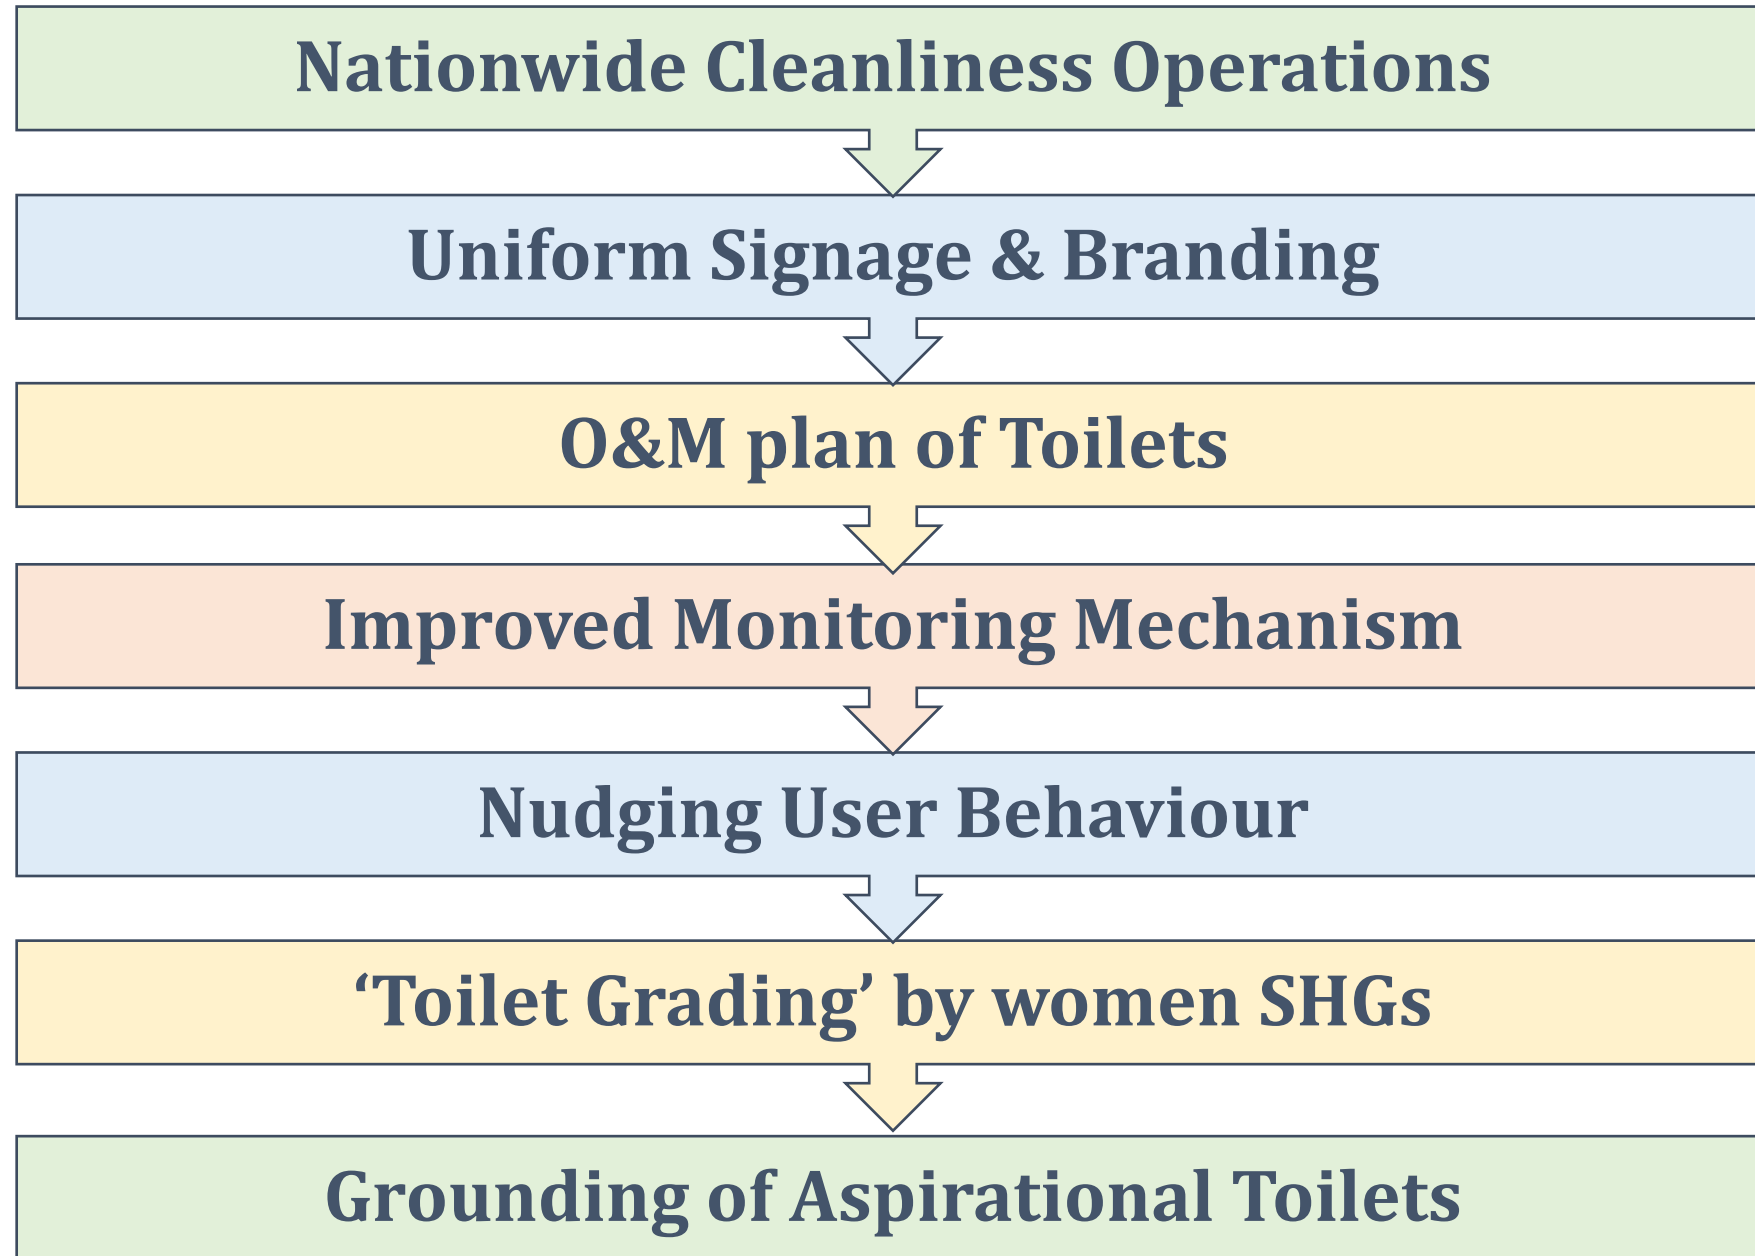 Nationwide Cleanliness Operations
Uniform Signage & Branding
O&M plan of Toilets
Improved Monitoring Mechanism
Nudging User Behaviour
‘Toilet Grading’ by women SHGs
Grounding of Aspirational Toilets